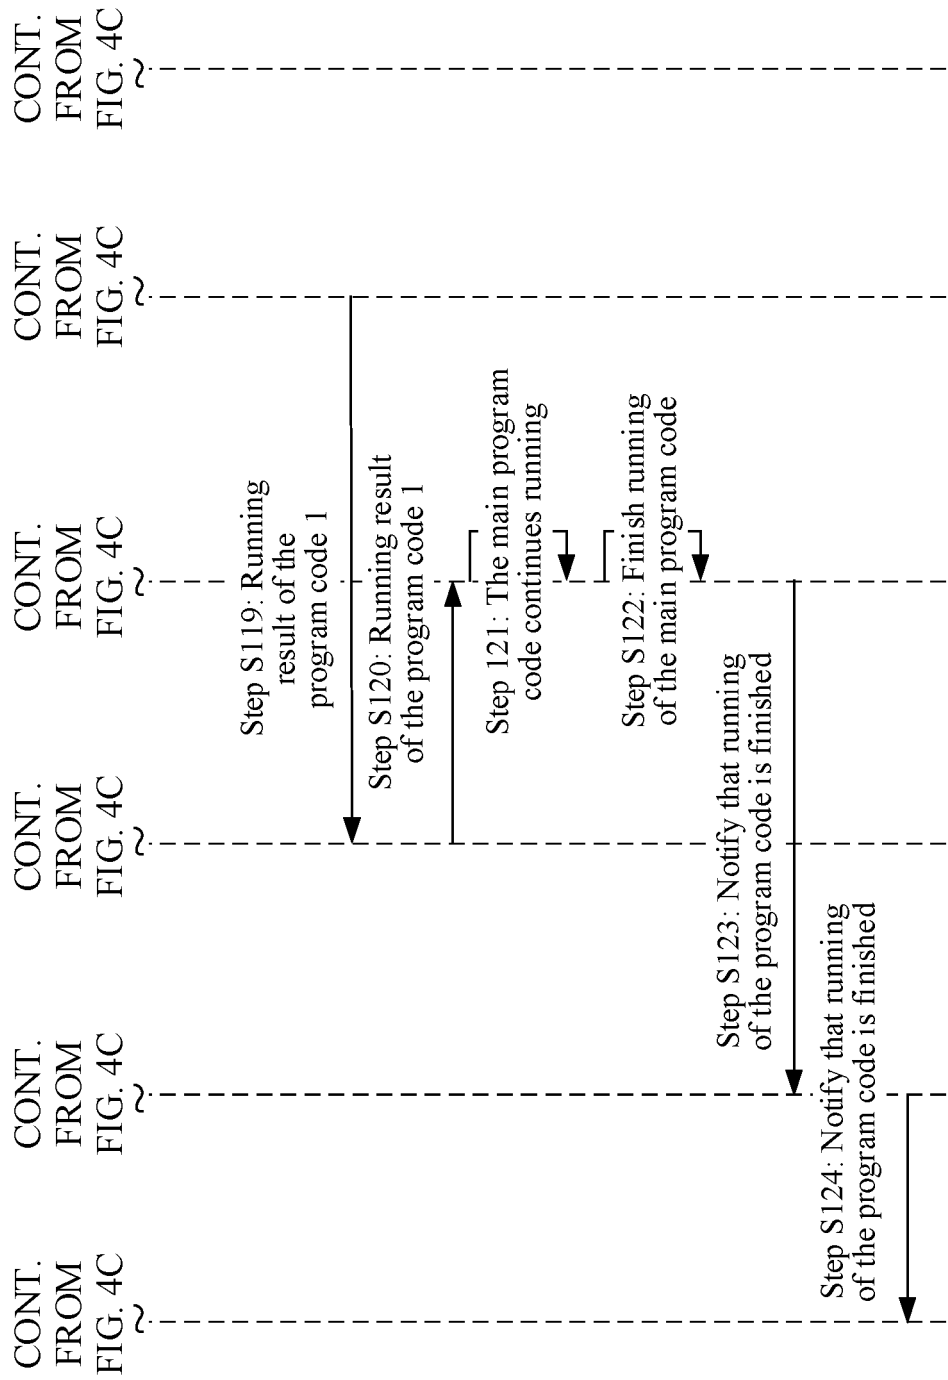 CONT.
FROM
FIG. 4C
CONT.
FROM
FIG. 4C
CONT.
FROM
FIG. 4C
CONT.
FROM
FIG. 4C
CONT.
FROM
FIG. 4C
CONT.
FROM
FIG. 4C
Step S119: Running
result of the
program code 1
Step S120: Running result
of the program code 1
Step 121: The main program
code continues running
Step S122: Finish running
of the main program code
Step S123: Notify that running
of the program code is finished
Step S124: Notify that running
of the program code is finished